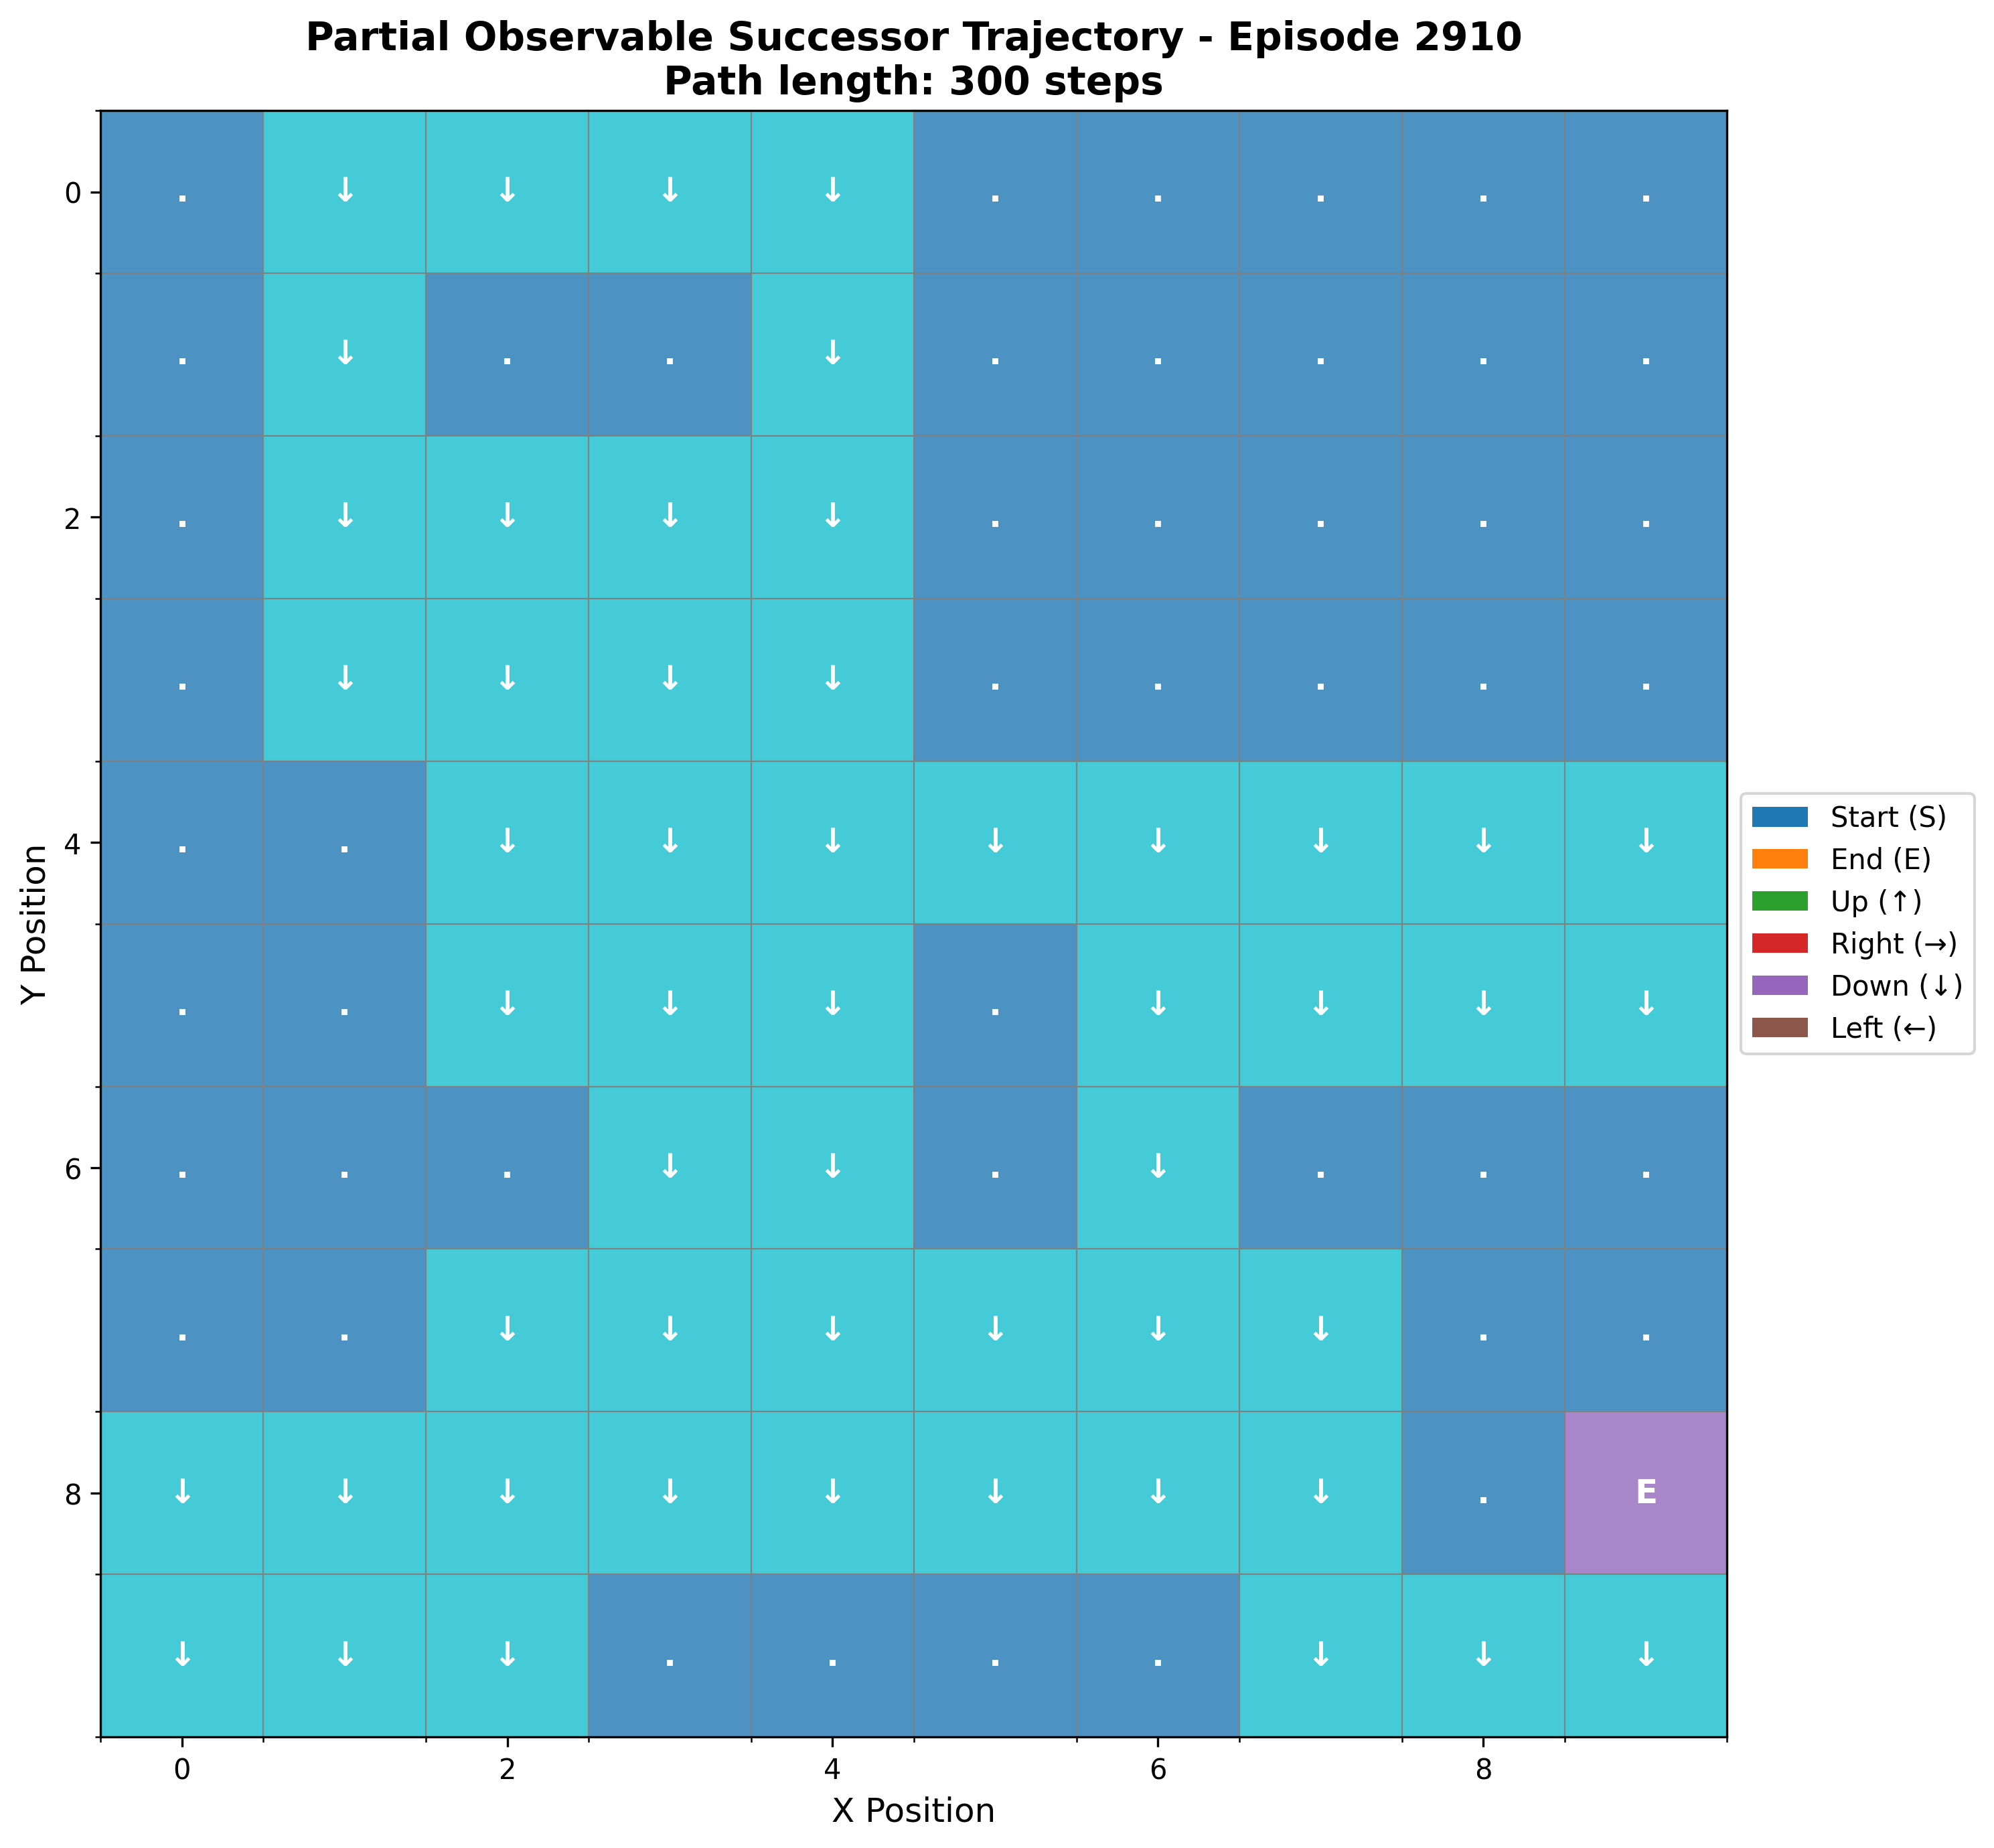 Partial Observable Successor Trajectory - Episode 2910
Path length: 300 steps
0 . ↓ ↓ ↓ ↓ . . . . .
. ↓ . . ↓ . . . . .
2 . ↓ ↓ ↓ ↓ . . . . .
. ↓ ↓ ↓ ↓ . . . . .
4 . . ↓ ↓ ↓ ↓ ↓ ↓ ↓ ↓
. . ↓ ↓ ↓ . ↓ ↓ ↓ ↓
6 . . . ↓ ↓ . ↓ . . .
. . ↓ ↓ ↓ ↓ ↓ ↓ . .
8 ↓ ↓ ↓ ↓ ↓ ↓ ↓ ↓ . E
↓ ↓ ↓ . . . . ↓ ↓ ↓
0 2 4 6 8
X Position
Y Position
Start (S)
End (E)
Up (↑)
Right (→)
Down (↓)
Left (←)